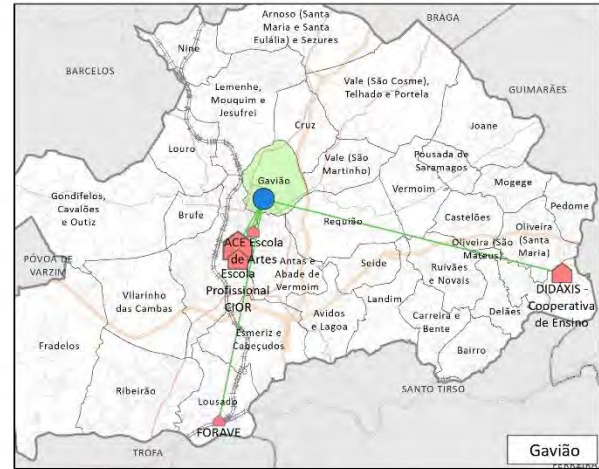 Arnoso (Santa
Maria e Santa
Eulália) e Sezures
BRAGA
Nine
BARCELOS
Vale (São Cosme),
Telhado e Portela
GUIMARÃES
Lemenhe,
Mouquim e
Jesufrei
Cruz
Joane
Louro
Vale (São
Martinho)
Pousada de
Saramagos
Gavião
Vermoim
Mogege
Gondifelos,
Cavalões
e Outiz
Pedome
Brufe
Requião
Castelões
Oliveira
(Santa
Maria)
Oliveira (São
Mateus)
PÓVOA DE
VARZIM
ACE Escola
de Artes
Escola
Profissional
CIOR
Antas e
Abade de
Vermoim
Seide
Ruivães
e Novais
DIDÁXIS -
Cooperativa
de Ensino
Vilarinho
das Cambas
Landim
Delães
Avidos
e Lagoa
Carreira e
Bente
Esmeriz e
Cabeçudos
Bairro
Fradelos
Ribeirão
Lousado
SANTO TIRSO
FORAVE
TROFA
Gavião